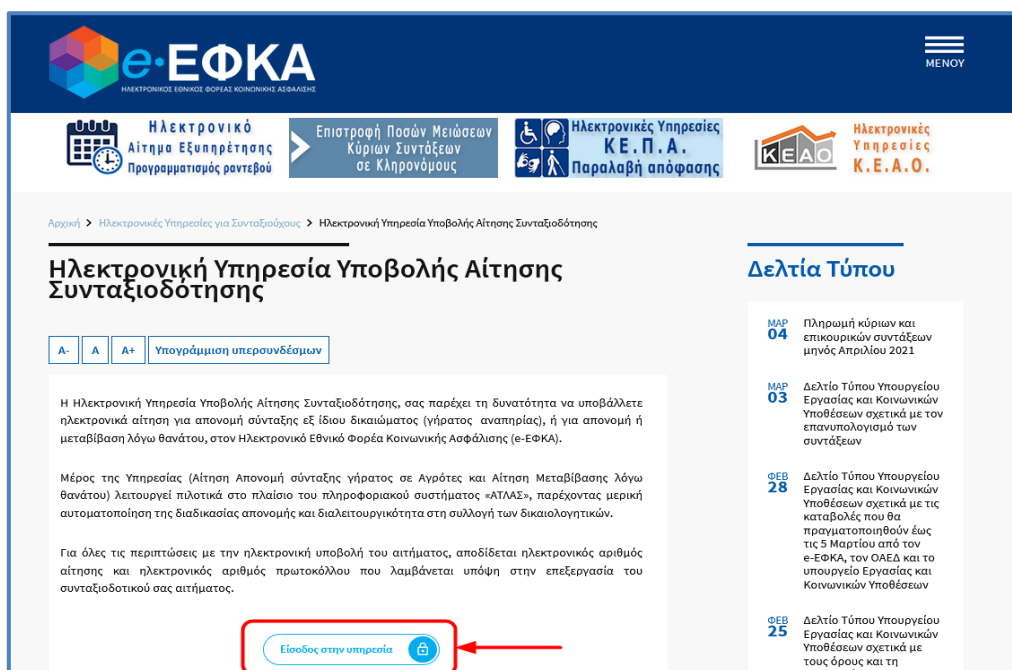 e·ΕΦΚΑ
ΗΛΕΚΤΡΟΝΙΚΟΣ ΕΘΝΙΚΟΣ ΦΟΡΕΑΣ ΚΟΙΝΩΝΙΚΗΣ ΑΣΦΑΛΙΣΗΣ
ΜΕΝΟΥ
Ηλεκτρονικό
Αίτημα Εξυπηρέτησης
Προγραμματισμός ραντεβού
Επιστροφή Ποσών Μειώσεων
Κύριων Συντάξεων
σε Κληρονόμους
Ηλεκτρονικές Υπηρεσίες
ΚΕ.Π.Α.
Παραλαβή απόφασης
ΚΕΑΟ
Ηλεκτρονικές
Υπηρεσίες
Κ.Ε.Α.Ο.
Αρχική > Ηλεκτρονικές Υπηρεσίες για Συνταξιούχους > Ηλεκτρονική Υπηρεσία Υποβολής Αίτησης Συνταξιοδότησης
Ηλεκτρονική Υπηρεσία Υποβολής Αίτησης
Συνταξιοδότησης
Α- Α Α+ Υπογράμμιση υπερσυνδέσμων
Η Ηλεκτρονική Υπηρεσία Υποβολής Αίτησης Συνταξιοδότησης, σας παρέχει τη δυνατότητα να υποβάλλετε
ηλεκτρονικά αίτηση για απονομή σύνταξης εξ ίδιου δικαιώματος (γήρατος αναπηρίας), ή για απονομή ή
μεταβίβαση λόγω θανάτου, στον Ηλεκτρονικό Εθνικό Φορέα Κοινωνικής Ασφάλισης (e-ΕΦΚΑ).
Μέρος της Υπηρεσίας (Αίτηση Απονομή σύνταξης γήρατος σε Αγρότες και Αίτηση Μεταβίβασης λόγω
θανάτου) λειτουργεί πιλοτικά στο πλαίσιο του πληροφοριακού συστήματος «ΑΤΛΑΣ», παρέχοντας μερική
αυτοματοποίηση της διαδικασίας απονομής και διαλειτουργικότητα στη συλλογή των δικαιολογητικών.
Για όλες τις περιπτώσεις με την ηλεκτρονική υποβολή του αιτήματος, αποδίδεται ηλεκτρονικός αριθμός
αίτησης και ηλεκτρονικός αριθμός πρωτοκόλλου που λαμβάνεται υπόψη στην επεξεργασία του
συνταξιοδοτικού σας αιτήματος.
Είσοδος στην υπηρεσία
Δελτία Τύπου
ΜΑΡ
04
Πληρωμή κύριων και
επικουρικών συντάξεων
μηνός Απριλίου 2021
ΜΑΡ
03
Δελτίο Τύπου Υπουργείου
Εργασίας και Κοινωνικών
Υποθέσεων σχετικά με τον
επανυπολογισμό των
συντάξεων
ΦΕΒ
28
Δελτίο Τύπου Υπουργείου
Εργασίας και Κοινωνικών
Υποθέσεων σχετικά με τις
καταβολές που θα
πραγματοποιηθούν έως
τις 5 Μαρτίου από τον
e-ΕΦΚΑ, τον ΟΑΕΔ και το
υπουργείο Εργασίας και
Κοινωνικών Υποθέσεων
ΦΕΒ
25
Δελτίο Τύπου Υπουργείου
Εργασίας και Κοινωνικών
Υποθέσεων σχετικά με
τους όρους και τη